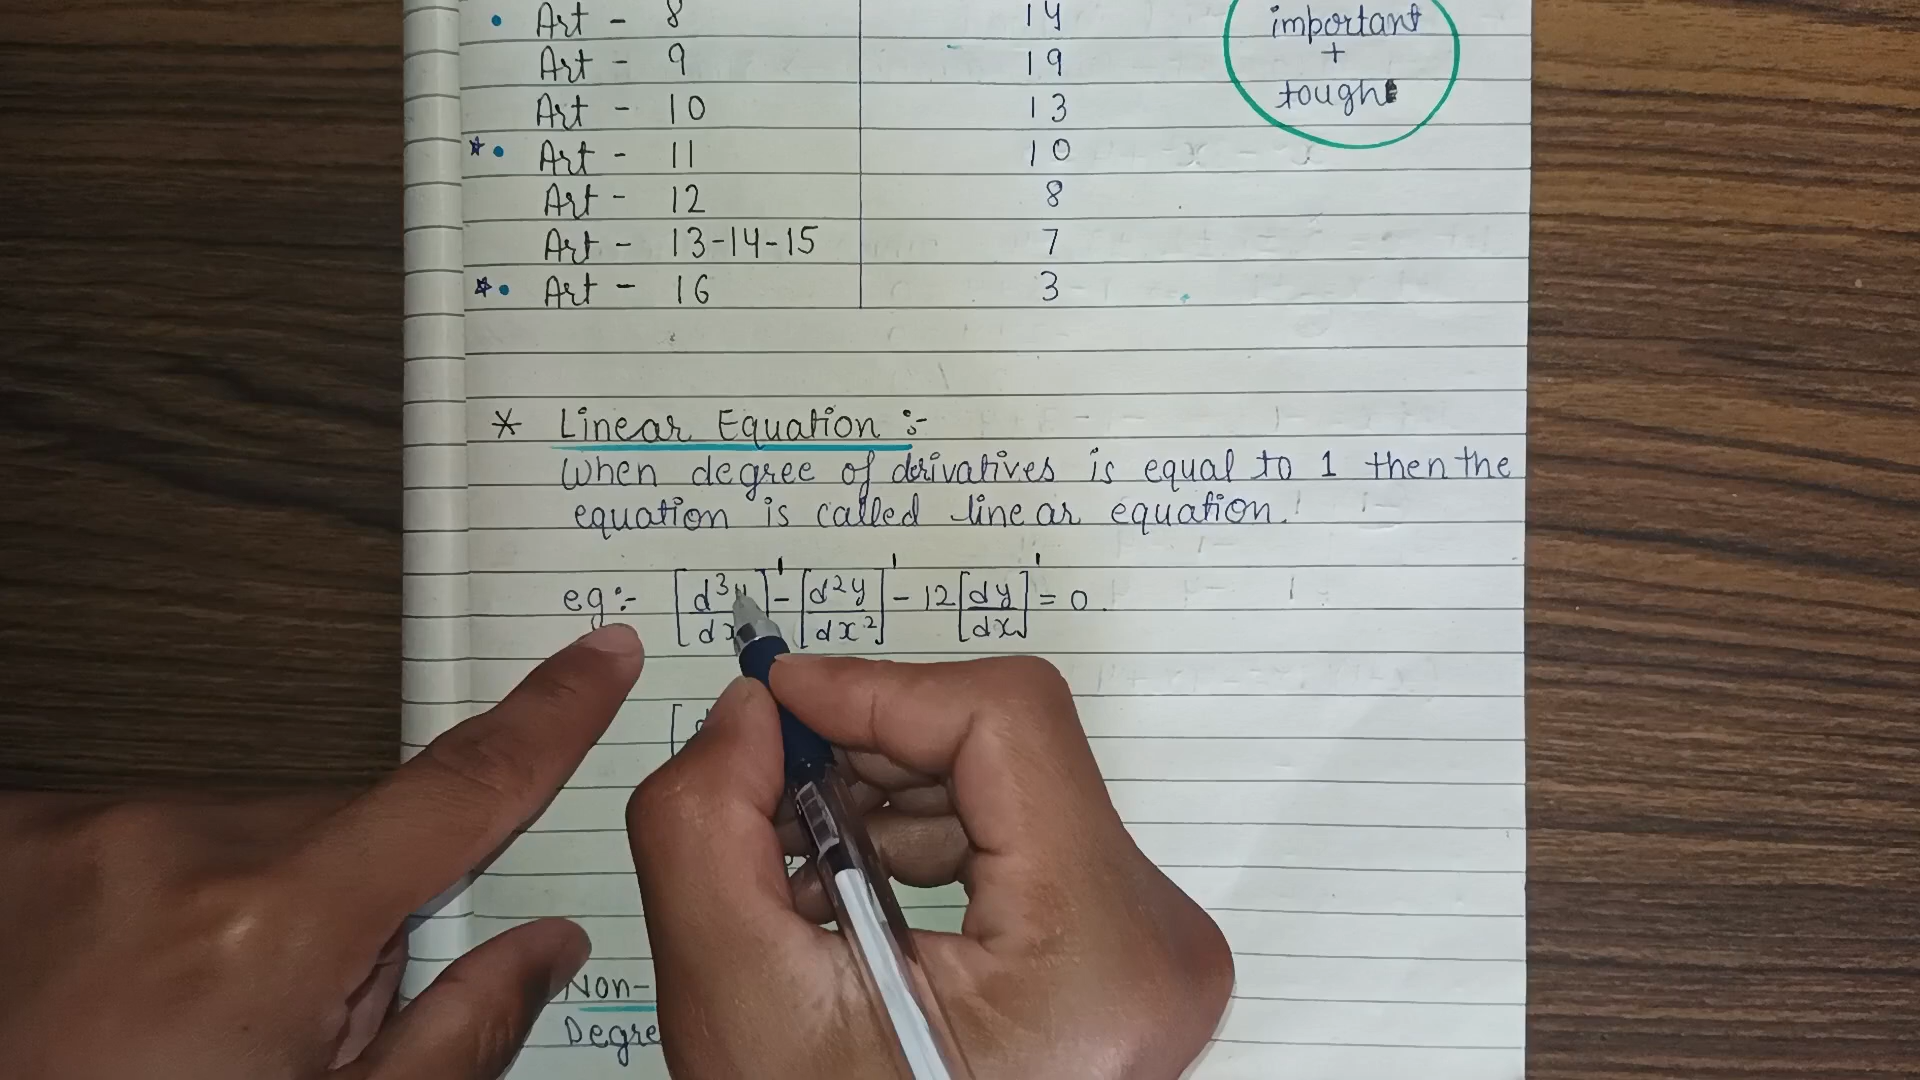 • Art - 8 14
Art - 9 19
Art - 10 13
☆• Art - 11 10
Art - 12 8
Art - 13-14-15 7
☆• Art - 16 3
important
+
tough
* Linear Equation :-
When degree of derivatives is equal to 1 then the
equation is called linear equation.
eg:- [d³y/dx]¹ - [d²y/dx²]¹ - 12[dy/dx]¹ = 0.
Non-
Degre